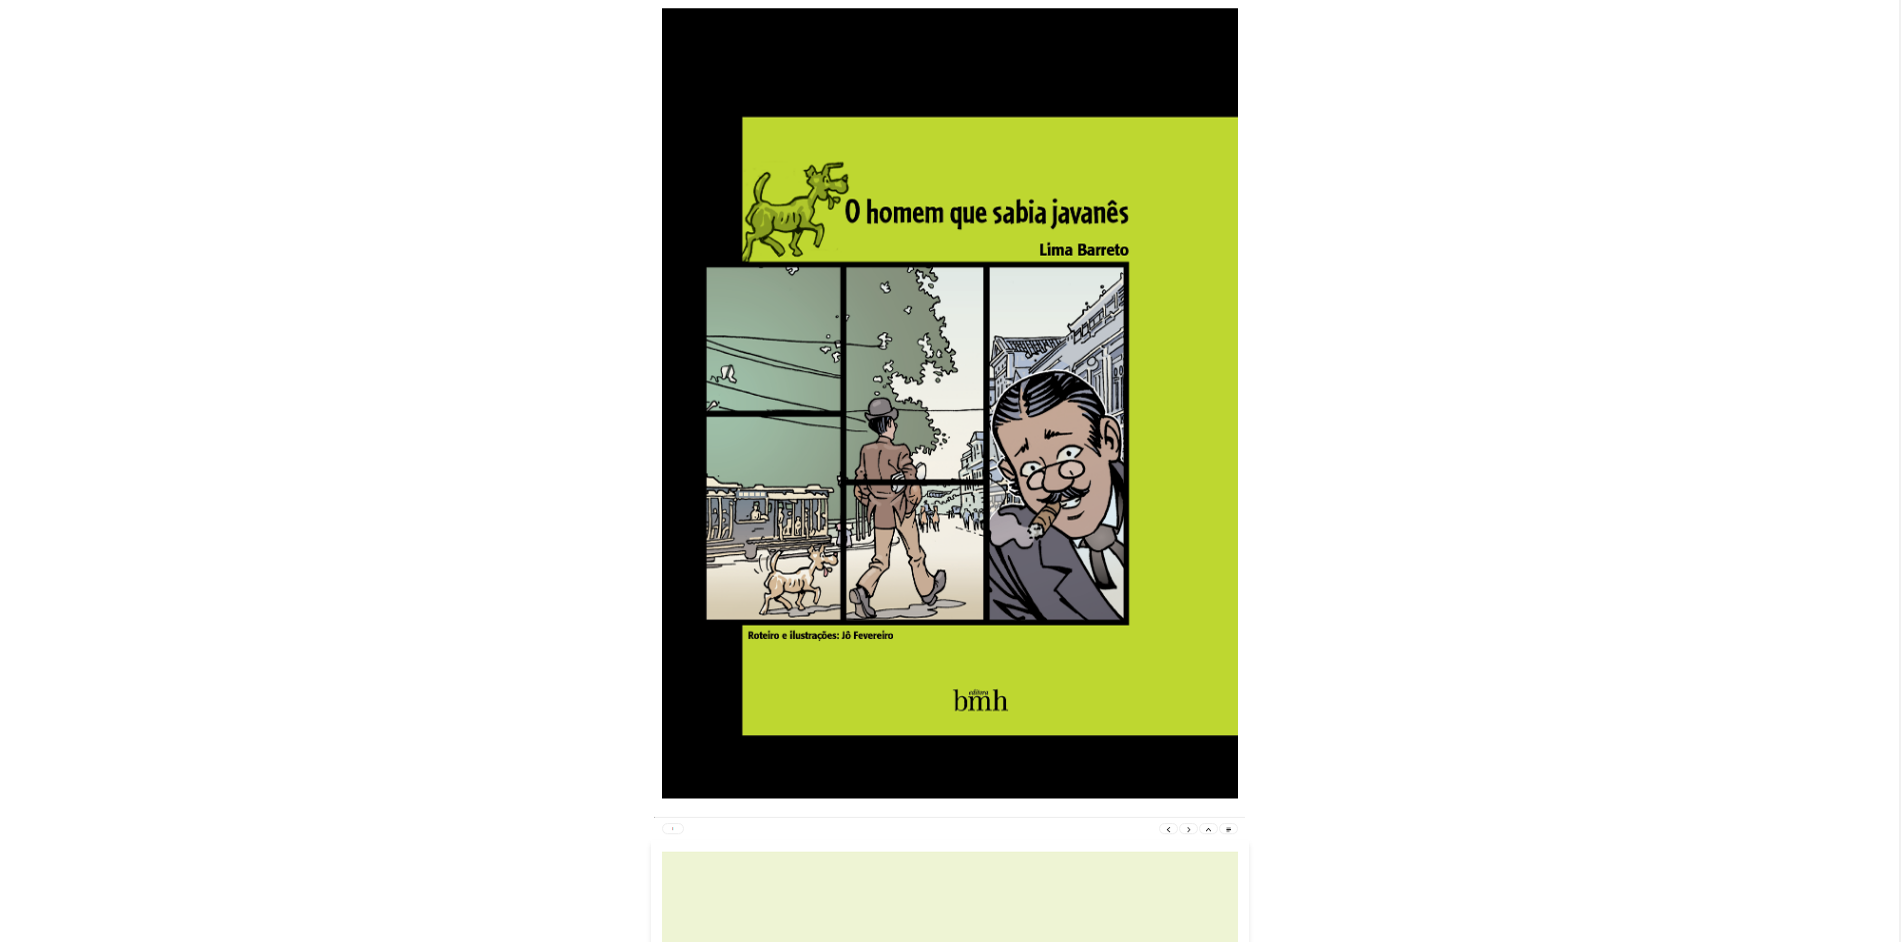 O homem que sabia javanês
Lima Barreto
Roteiro e ilustrações: Jô Fevereiro
editora
bmh